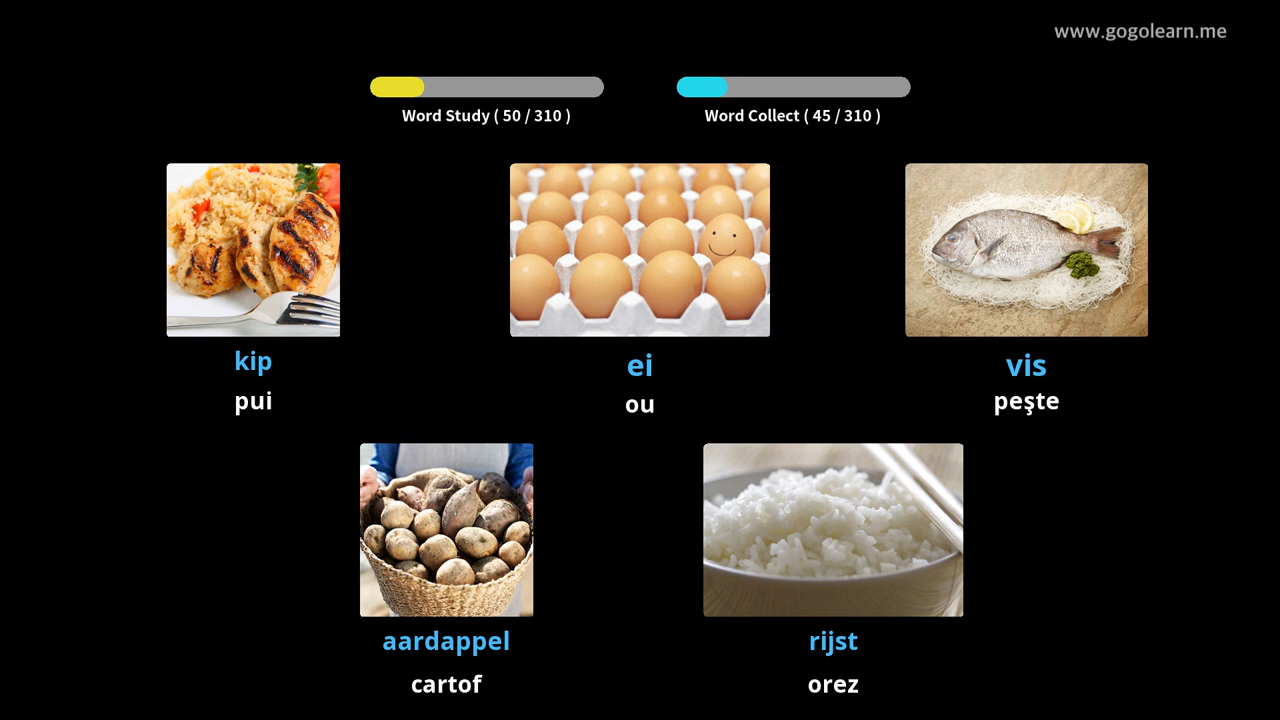 www.gogolearn.me
Word Study ( 50 / 310 )
Word Collect ( 45 / 310 )
kip
pui
ei
ou
vis
peşte
aardappel
cartof
rijst
orez